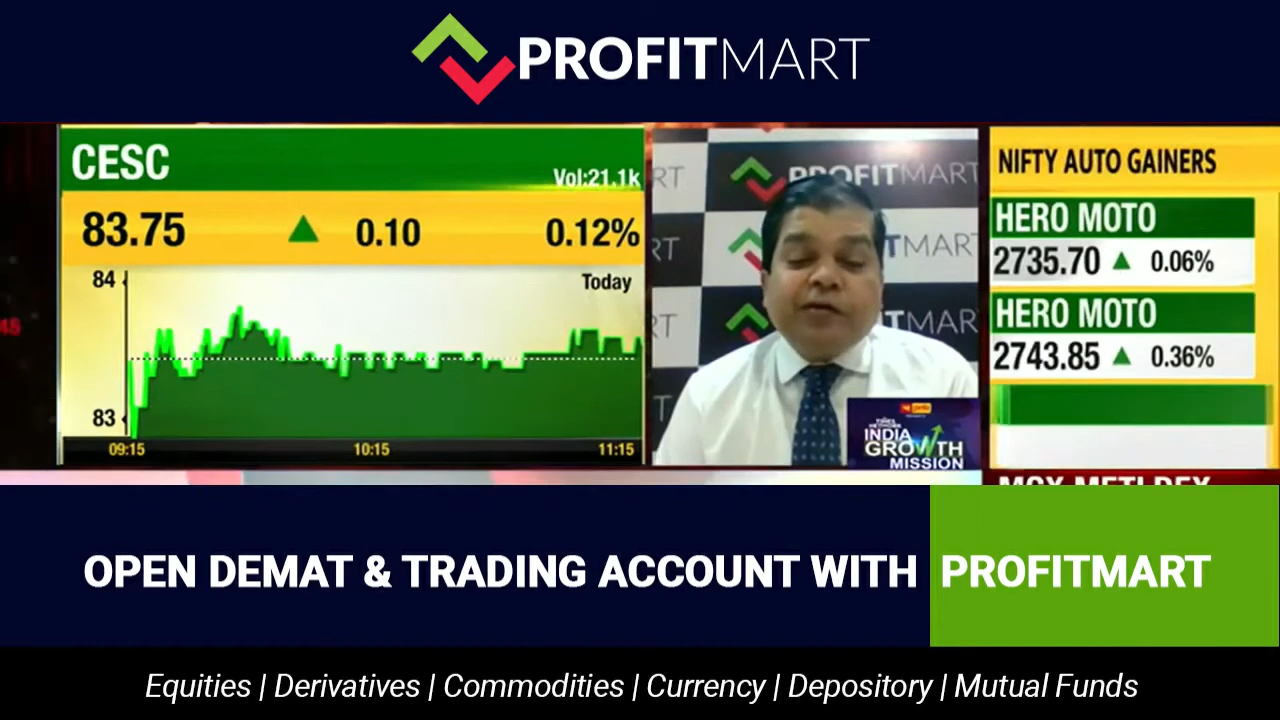 PROFITMART
CESC
Vol:21.1k
83.75 ▲ 0.10 0.12%
84
Today
83
09:15 10:15 11:15
RT PROFITMART
INDIA
GROWTH
MISSION
NIFTY AUTO GAINERS
HERO MOTO
2735.70 ▲ 0.06%
HERO MOTO
2743.85 ▲ 0.36%
OPEN DEMAT & TRADING ACCOUNT WITH PROFITMART
Equities | Derivatives | Commodities | Currency | Depository | Mutual Funds